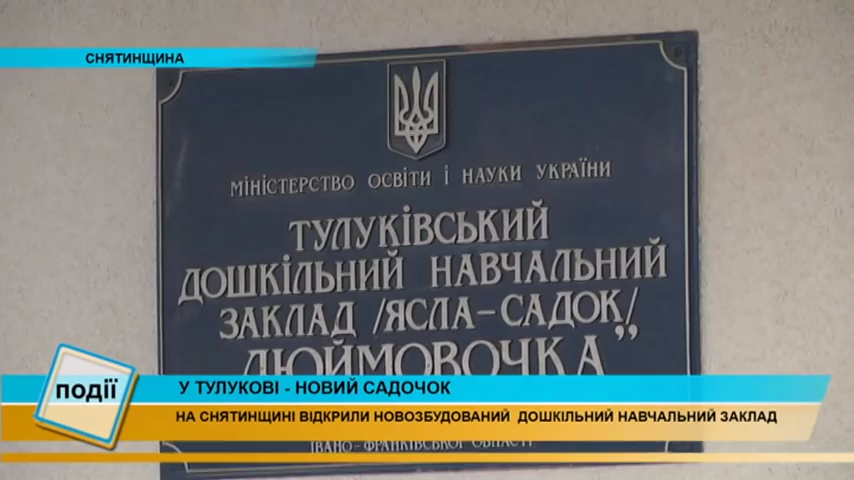 СНЯТИНЩИНА
МІНІСТЕРСТВО ОСВІТИ І НАУКИ УКРАЇНИ
ТУЛУКІВСЬКИЙ
ДОШКІЛЬНИЙ НАВЧАЛЬНИЙ
ЗАКЛАД /ЯСЛА-САДОК/
ДЮЙМОВОЧКА”
події
У ТУЛУКОВІ - НОВИЙ САДОЧОК
НА СНЯТИНЩИНІ ВІДКРИЛИ НОВОЗБУДОВАНИЙ ДОШКІЛЬНИЙ НАВЧАЛЬНИЙ ЗАКЛАД
ІВАНО-ФРАНКІВСЬКОЇ ОБЛАСТІ